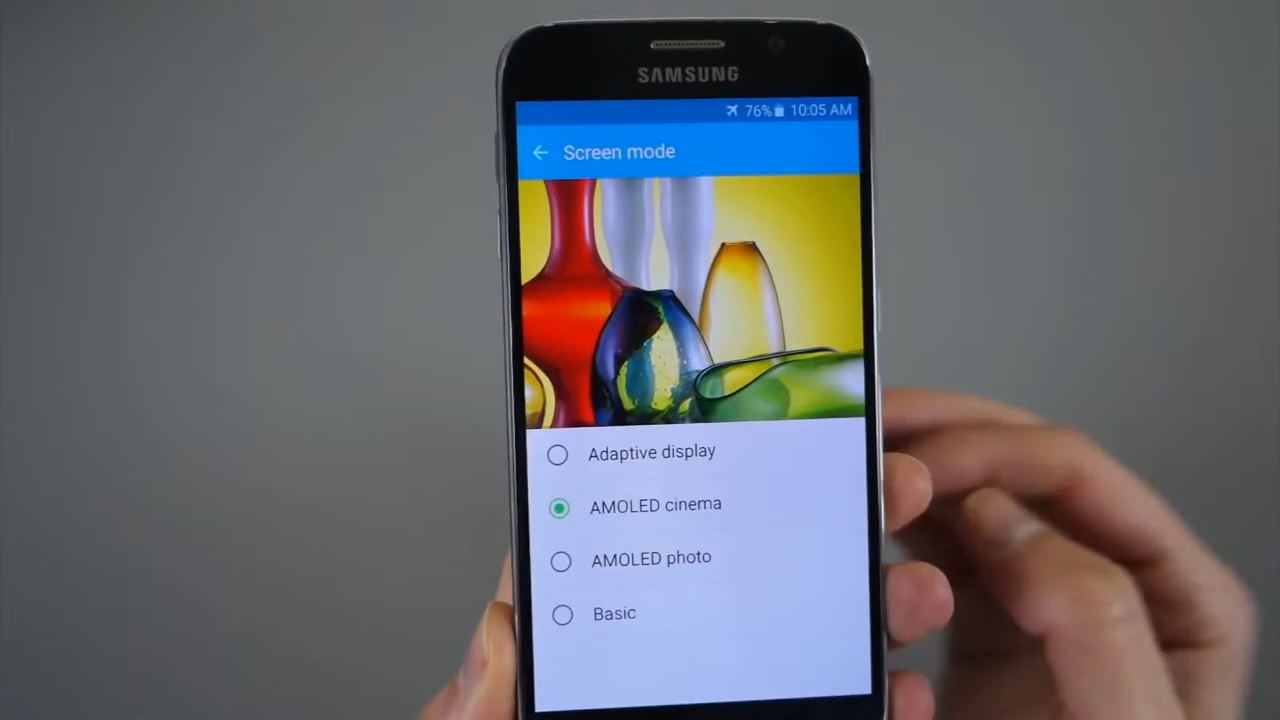 SAMSUNG
76% 10:05 AM
Screen mode
Adaptive display
AMOLED cinema
AMOLED photo
Basic